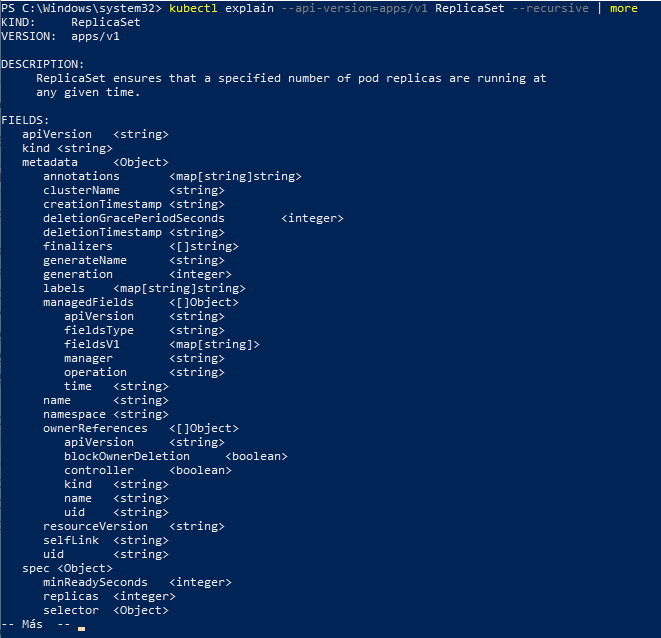 PS C:\Windows\system32> kubectl explain --api-version=apps/v1 ReplicaSet --recursive | more
KIND:     ReplicaSet
VERSION:  apps/v1
DESCRIPTION:
     ReplicaSet ensures that a specified number of pod replicas are running at
     any given time.
FIELDS:
   apiVersion   <string>
   kind <string>
   metadata     <Object>
      annotations       <map[string]string>
      clusterName       <string>
      creationTimestamp <string>
      deletionGracePeriodSeconds        <integer>
      deletionTimestamp <string>
      finalizers        <[]string>
      generateName      <string>
      generation        <integer>
      labels    <map[string]string>
      managedFields     <[]Object>
         apiVersion     <string>
         fieldsType     <string>
         fieldsV1       <map[string]>
         manager        <string>
         operation      <string>
         time   <string>
      name      <string>
      namespace <string>
      ownerReferences   <[]Object>
         apiVersion     <string>
         blockOwnerDeletion     <boolean>
         controller     <boolean>
         kind   <string>
         name   <string>
         uid    <string>
      resourceVersion   <string>
      selfLink  <string>
      uid       <string>
   spec <Object>
      minReadySeconds   <integer>
      replicas  <integer>
      selector  <Object>
-- Más  --